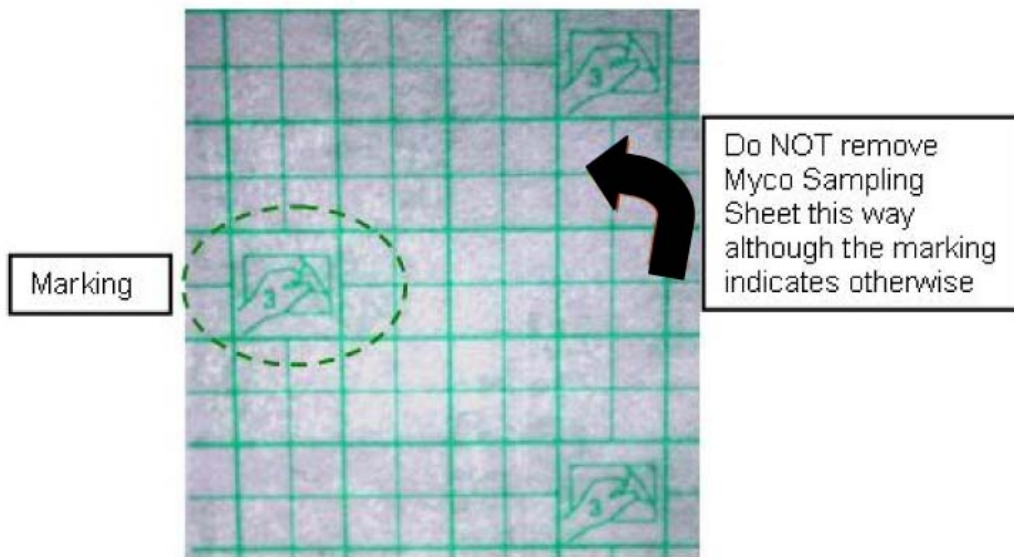 3
Do NOT remove
Myco Sampling
Sheet this way
although the marking
indicates otherwise
Marking
3
3